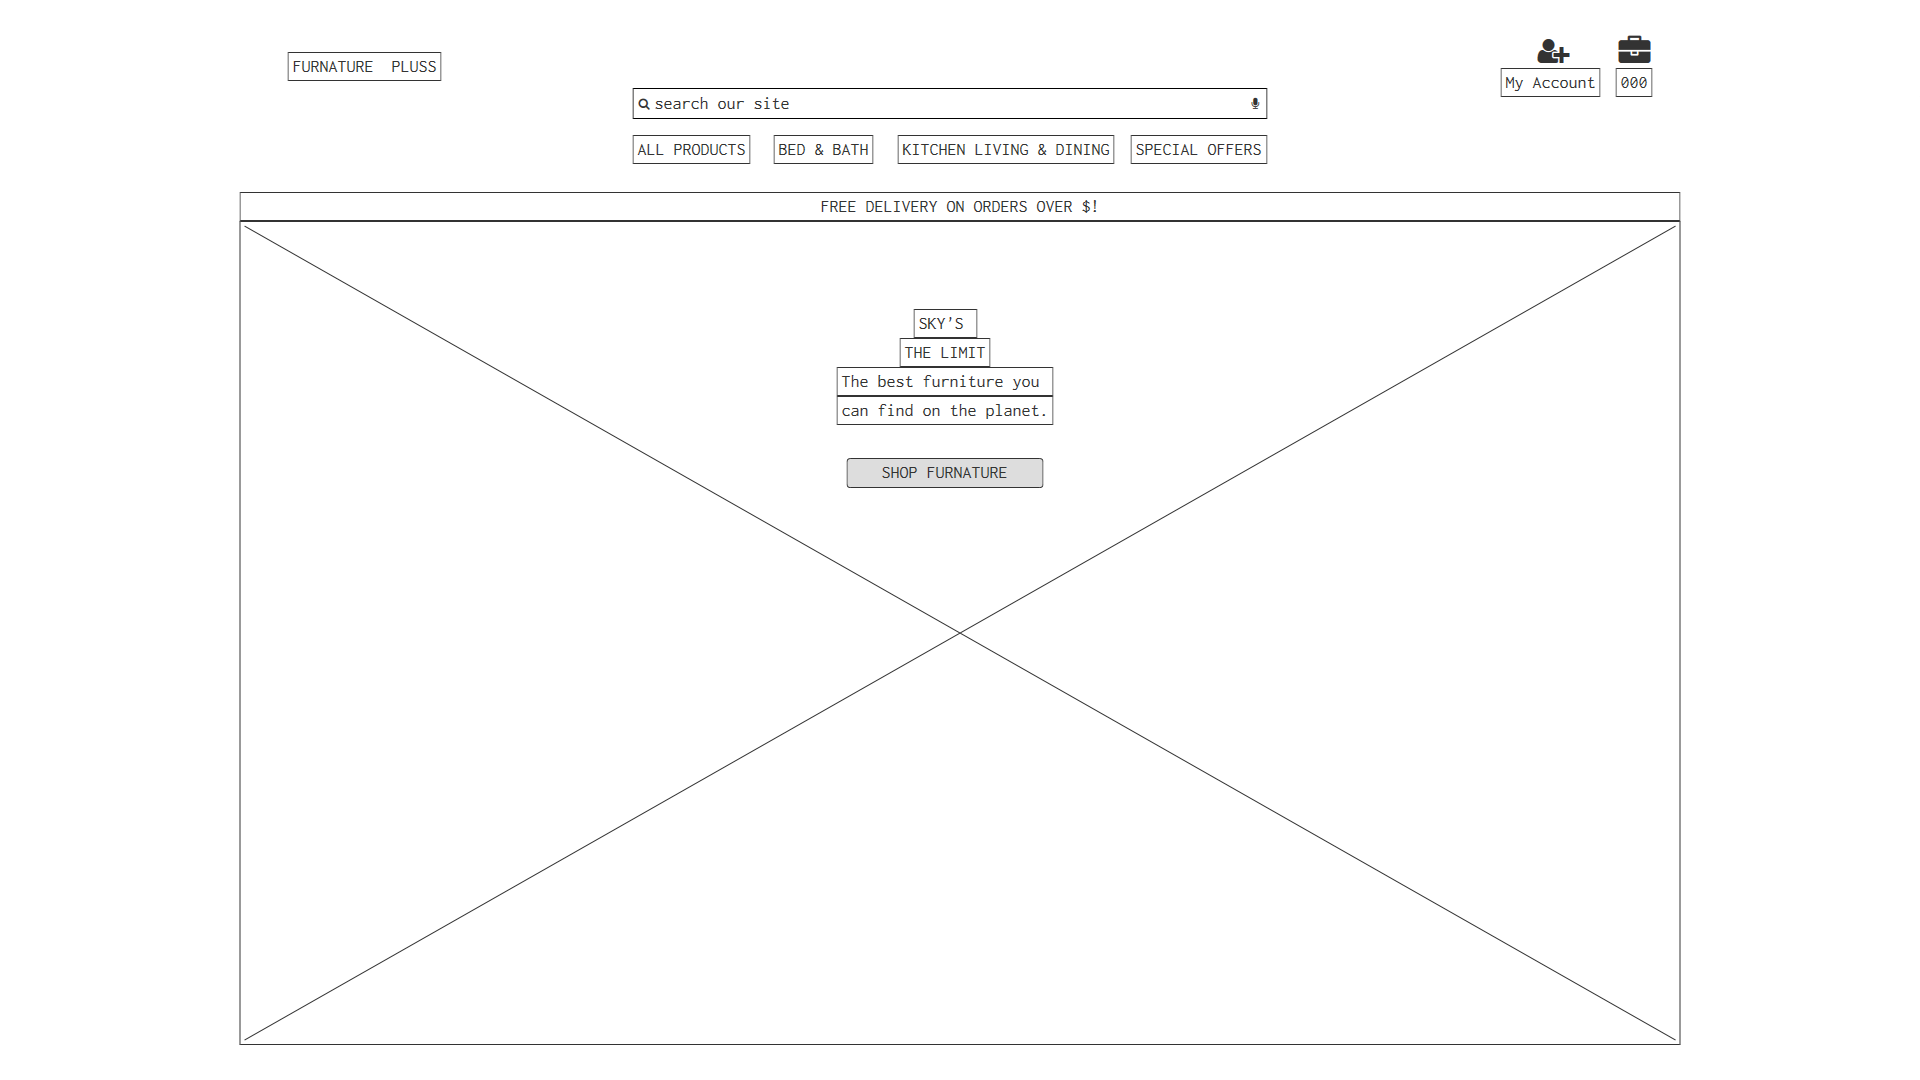 FURNATURE  PLUSS
My Account
000
search our site
ALL PRODUCTS
BED & BATH
KITCHEN LIVING & DINING
SPECIAL OFFERS
FREE DELIVERY ON ORDERS OVER $!
SKY’S
THE LIMIT
The best furniture you
can find on the planet.
SHOP FURNATURE